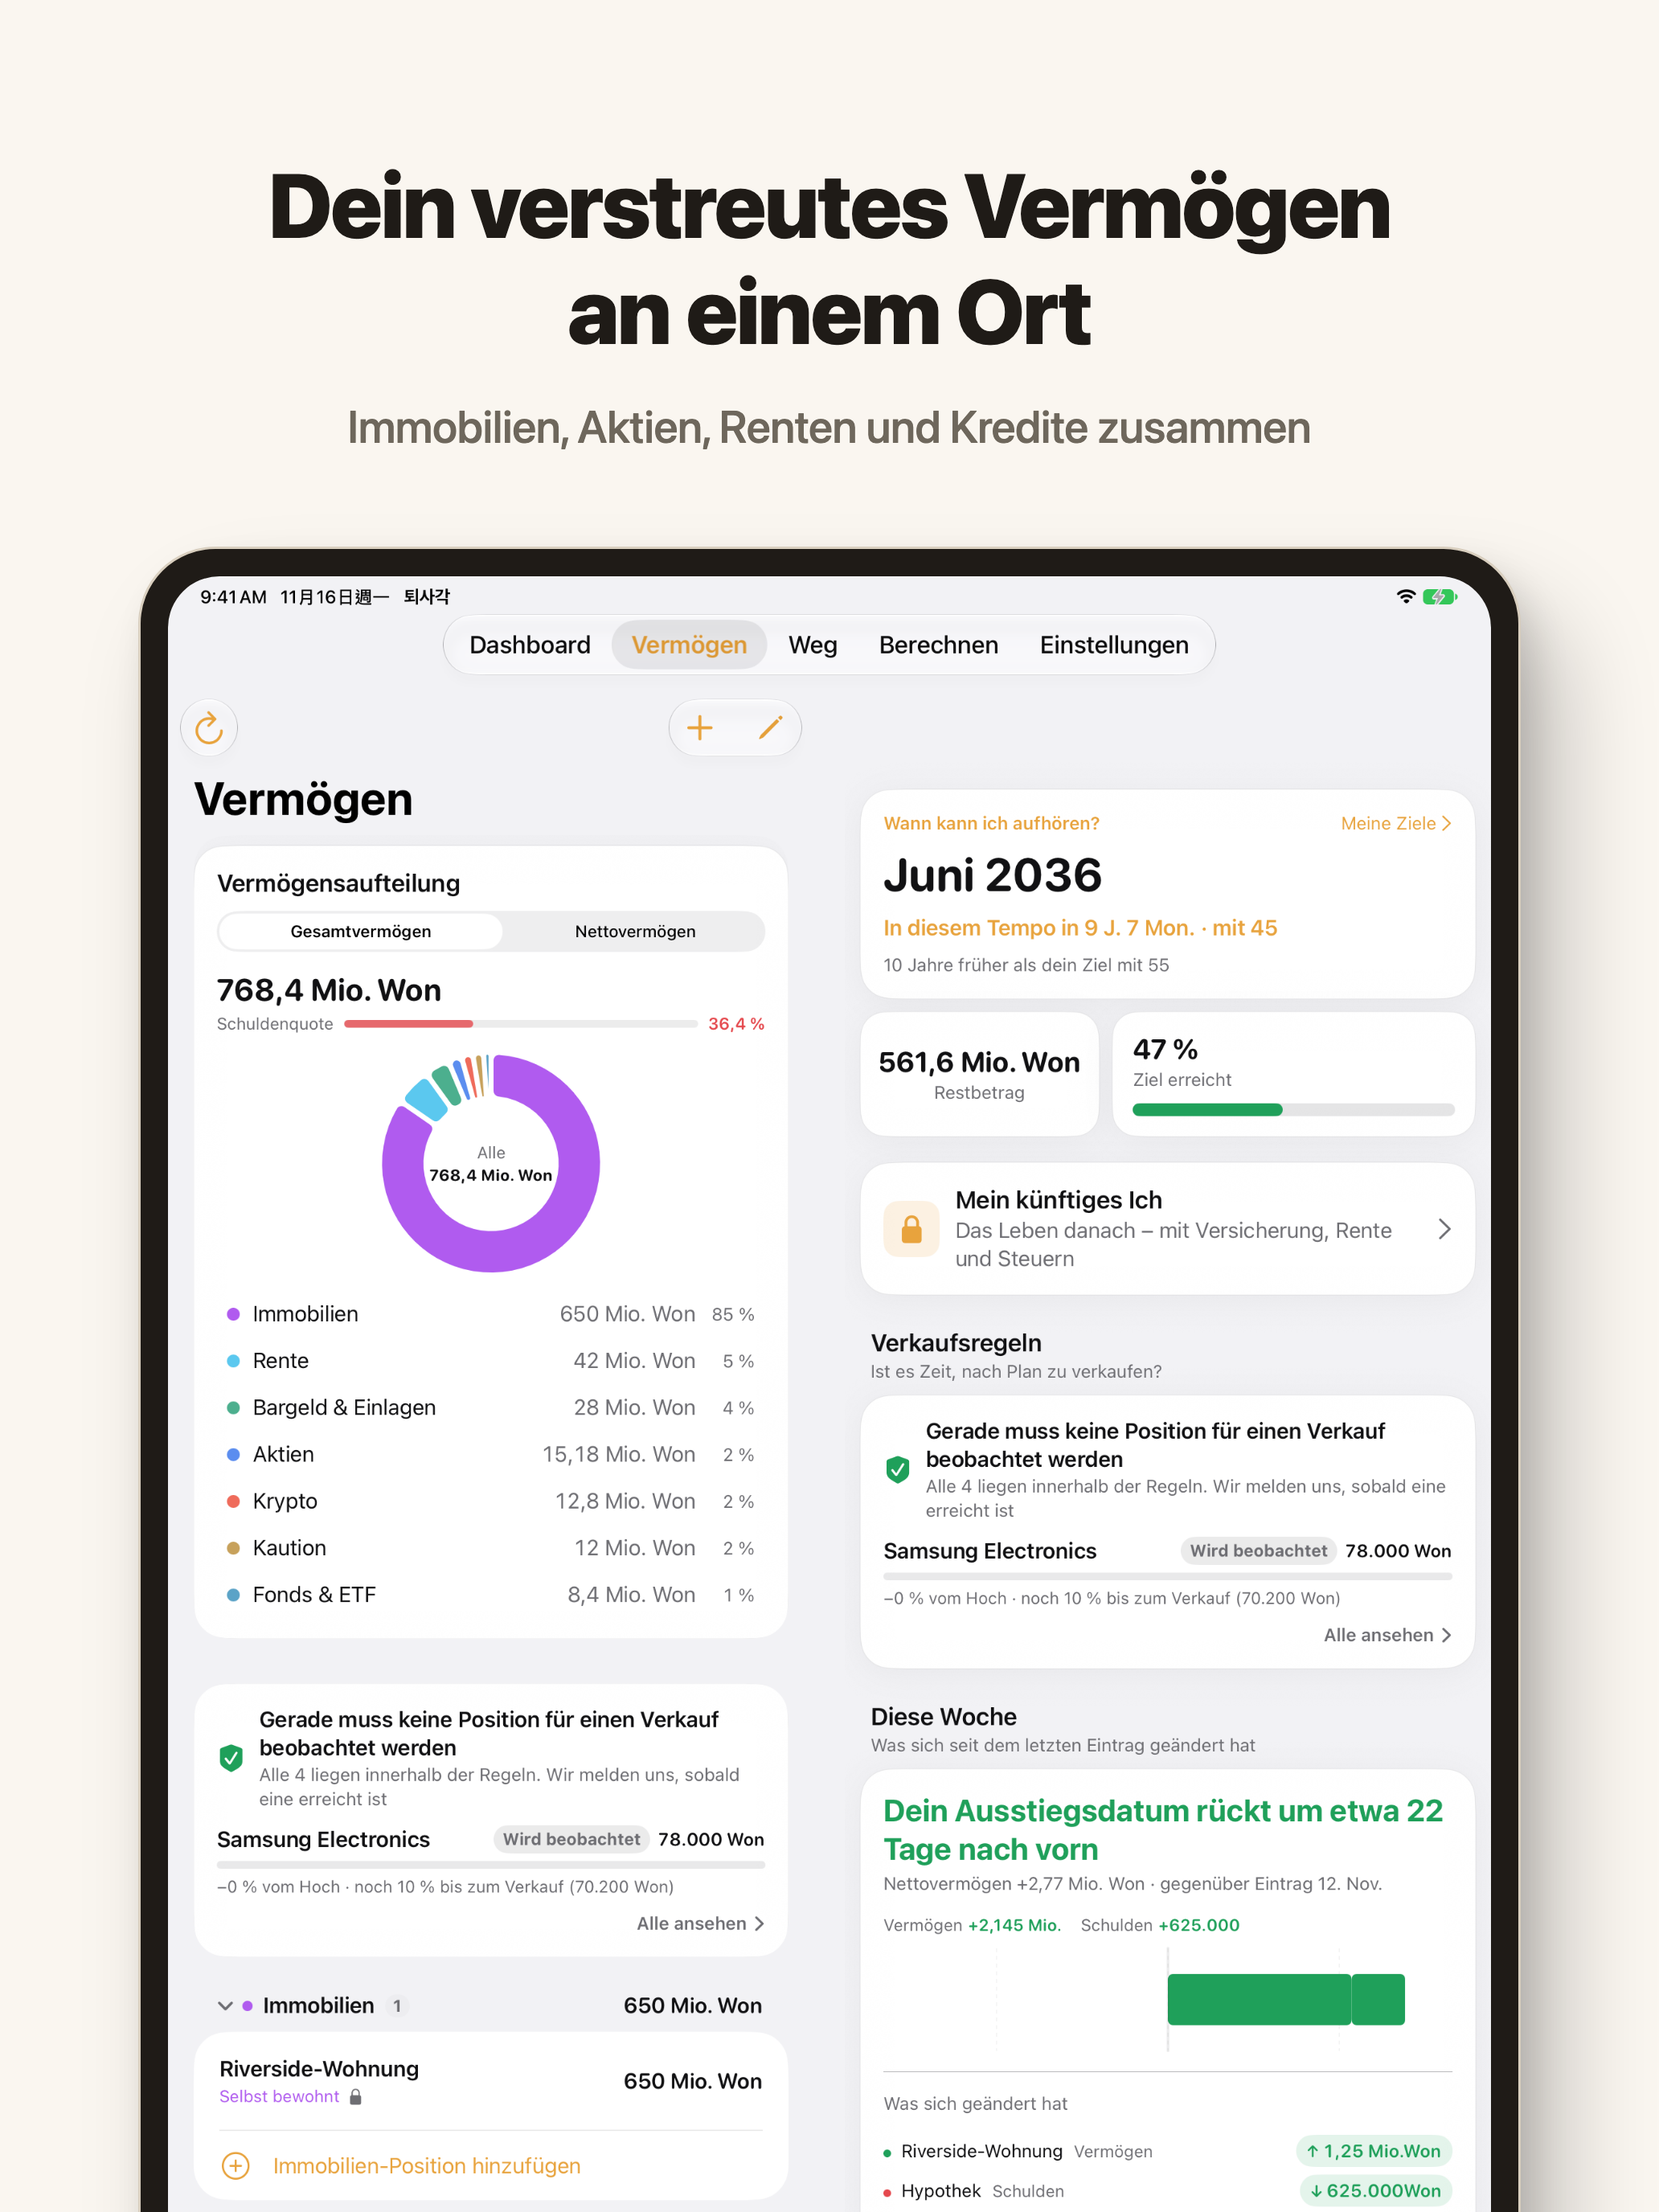 Dein verstreutes Vermögen
an einem Ort
Immobilien, Aktien, Renten und Kredite zusammen
9:41 AM 11月16日週一 퇴사각
Dashboard Vermögen Weg Berechnen Einstellungen
Vermögen
Vermögensaufteilung
Gesamtvermögen Nettovermögen
768,4 Mio. Won
Schuldenquote 36,4 %
Alle
768,4 Mio. Won
Immobilien 650 Mio. Won 85 %
Rente 42 Mio. Won 5 %
Bargeld & Einlagen 28 Mio. Won 4 %
Aktien 15,18 Mio. Won 2 %
Krypto 12,8 Mio. Won 2 %
Kaution 12 Mio. Won 2 %
Fonds & ETF 8,4 Mio. Won 1 %
Gerade muss keine Position für einen Verkauf
beobachtet werden
Alle 4 liegen innerhalb der Regeln. Wir melden uns, sobald
eine erreicht ist
Samsung Electronics Wird beobachtet 78.000 Won
−0 % vom Hoch · noch 10 % bis zum Verkauf (70.200 Won)
Alle ansehen
Immobilien 1 650 Mio. Won
Riverside-Wohnung 650 Mio. Won
Selbst bewohnt
Immobilien-Position hinzufügen
Wann kann ich aufhören? Meine Ziele
Juni 2036
In diesem Tempo in 9 J. 7 Mon. · mit 45
10 Jahre früher als dein Ziel mit 55
561,6 Mio. Won
Restbetrag
47 %
Ziel erreicht
Mein künftiges Ich
Das Leben danach – mit Versicherung, Rente
und Steuern
Verkaufsregeln
Ist es Zeit, nach Plan zu verkaufen?
Gerade muss keine Position für einen Verkauf
beobachtet werden
Alle 4 liegen innerhalb der Regeln. Wir melden uns, sobald eine
erreicht ist
Samsung Electronics Wird beobachtet 78.000 Won
−0 % vom Hoch · noch 10 % bis zum Verkauf (70.200 Won)
Alle ansehen
Diese Woche
Was sich seit dem letzten Eintrag geändert hat
Dein Ausstiegsdatum rückt um etwa 22
Tage nach vorn
Nettovermögen +2,77 Mio. Won · gegenüber Eintrag 12. Nov.
Vermögen +2,145 Mio. Schulden +625.000
Was sich geändert hat
Riverside-Wohnung Vermögen ↑ 1,25 Mio.Won
Hypothek Schulden ↓ 625.000Won